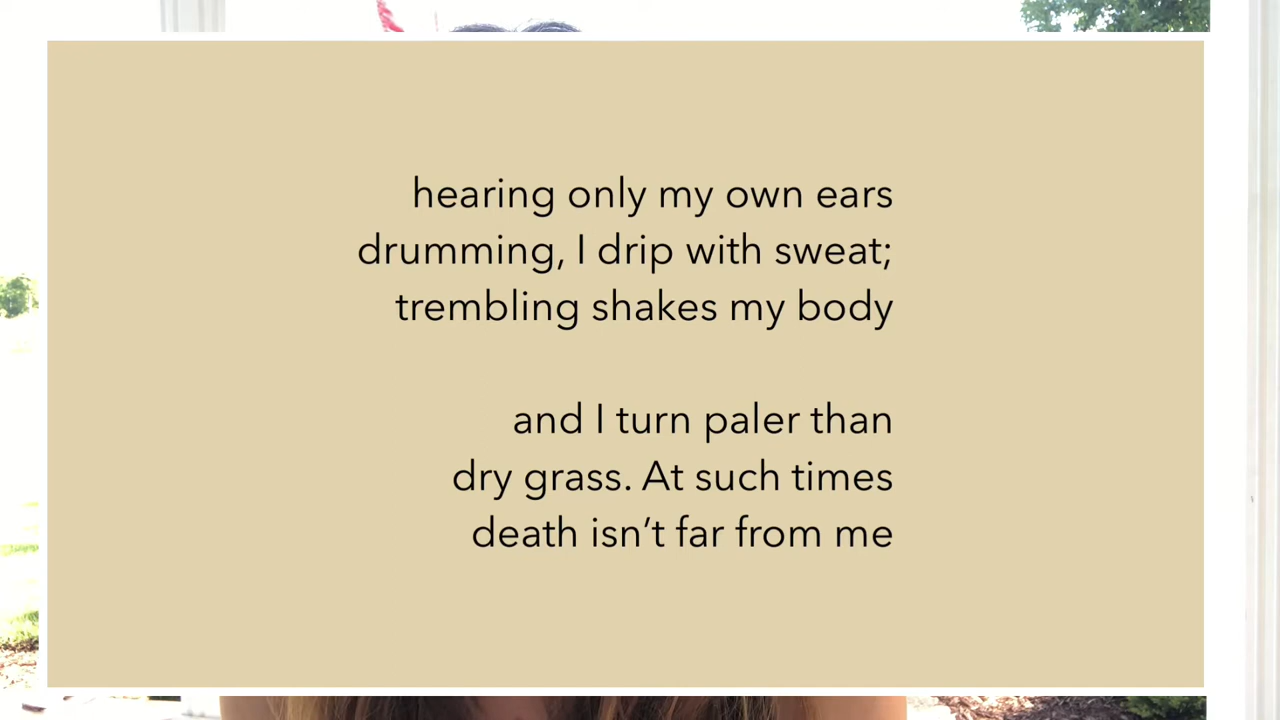 hearing only my own ears
drumming, I drip with sweat;
trembling shakes my body
and I turn paler than
dry grass. At such times
death isn’t far from me